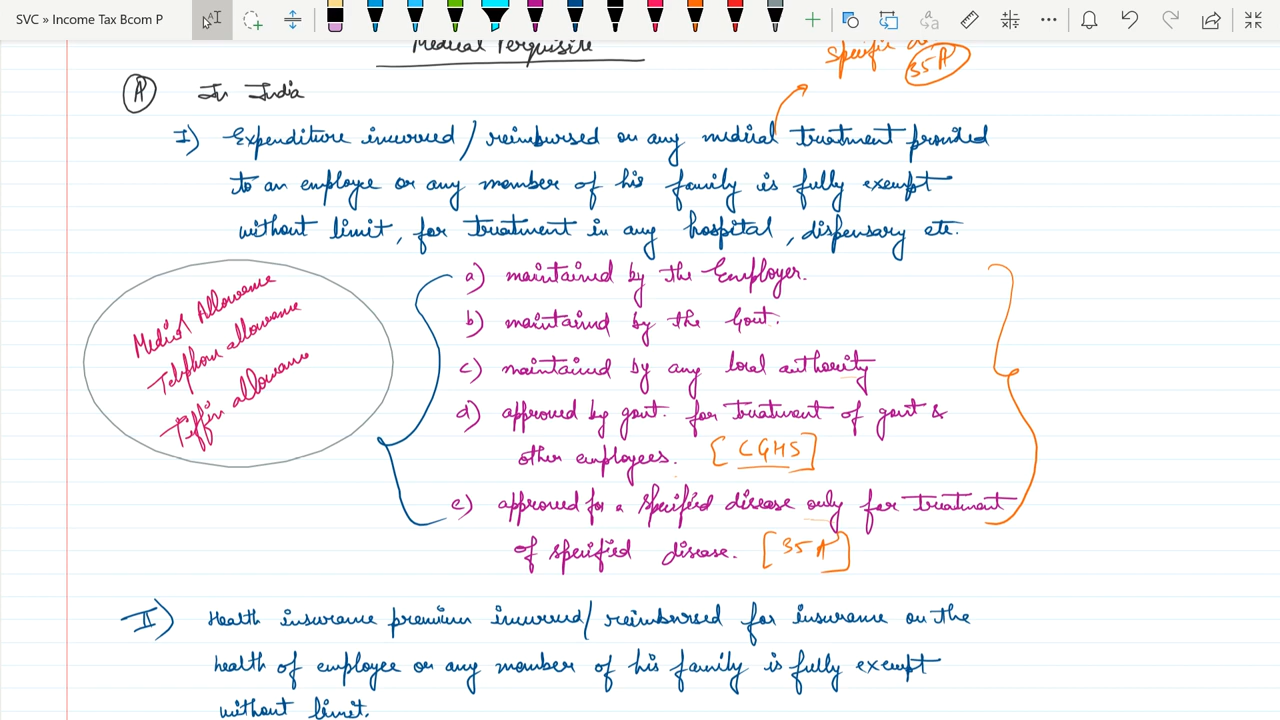 SVC » Income Tax Bcom P
Medical Perquisite
Specific
35A
A In India
I) Expenditure incurred/reimbursed on any medical treatment provided
to an employee or any member of his family is fully exempt
without limit, for treatment in any hospital, dispensary etc.
a) maintained by the Employer.
b) maintained by the Govt.
c) maintained by any local authority
d) approved by govt. for treatment of govt &
other employees. [CGHS]
e) approved for a specified disease only for treatment
of specified disease. [35A]
Medical Allowance
Telephone allowance
Tiffin allowance
II) Health insurance premium incurred/reimbursed for insurance on the
health of employee or any member of his family is fully exempt
without limit.